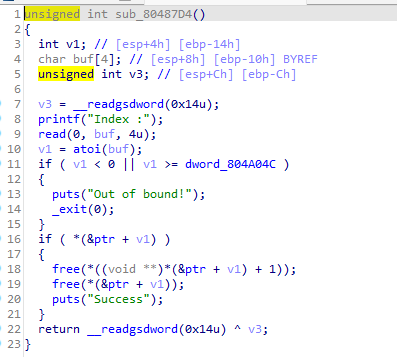 1 unsigned int sub_80487D4()
2 {
3 int v1; // [esp+4h] [ebp-14h]
4 char buf[4]; // [esp+8h] [ebp-10h] BYREF
5 unsigned int v3; // [esp+Ch] [ebp-Ch]
6
7 v3 = __readgsdword(0x14u);
8 printf("Index :");
9 read(0, buf, 4u);
10 v1 = atoi(buf);
11 if ( v1 < 0 || v1 >= dword_804A04C )
12 {
13 puts("Out of bound!");
14 _exit(0);
15 }
16 if ( *(&ptr + v1) )
17 {
18 free(*((void **)*(&ptr + v1) + 1));
19 free(*(&ptr + v1));
20 puts("Success");
21 }
22 return __readgsdword(0x14u) ^ v3;
23 }